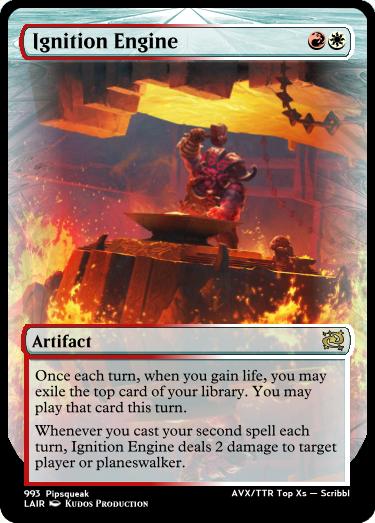 Ignition Engine
Artifact
Once each turn, when you gain life, you may
exile the top card of your library. You may
play that card this turn.
Whenever you cast your second spell each
turn, Ignition Engine deals 2 damage to target
player or planeswalker.
993 Pipsqueak
AVX/TTR Top Xs — Scribbl
LAIR Kudos Production